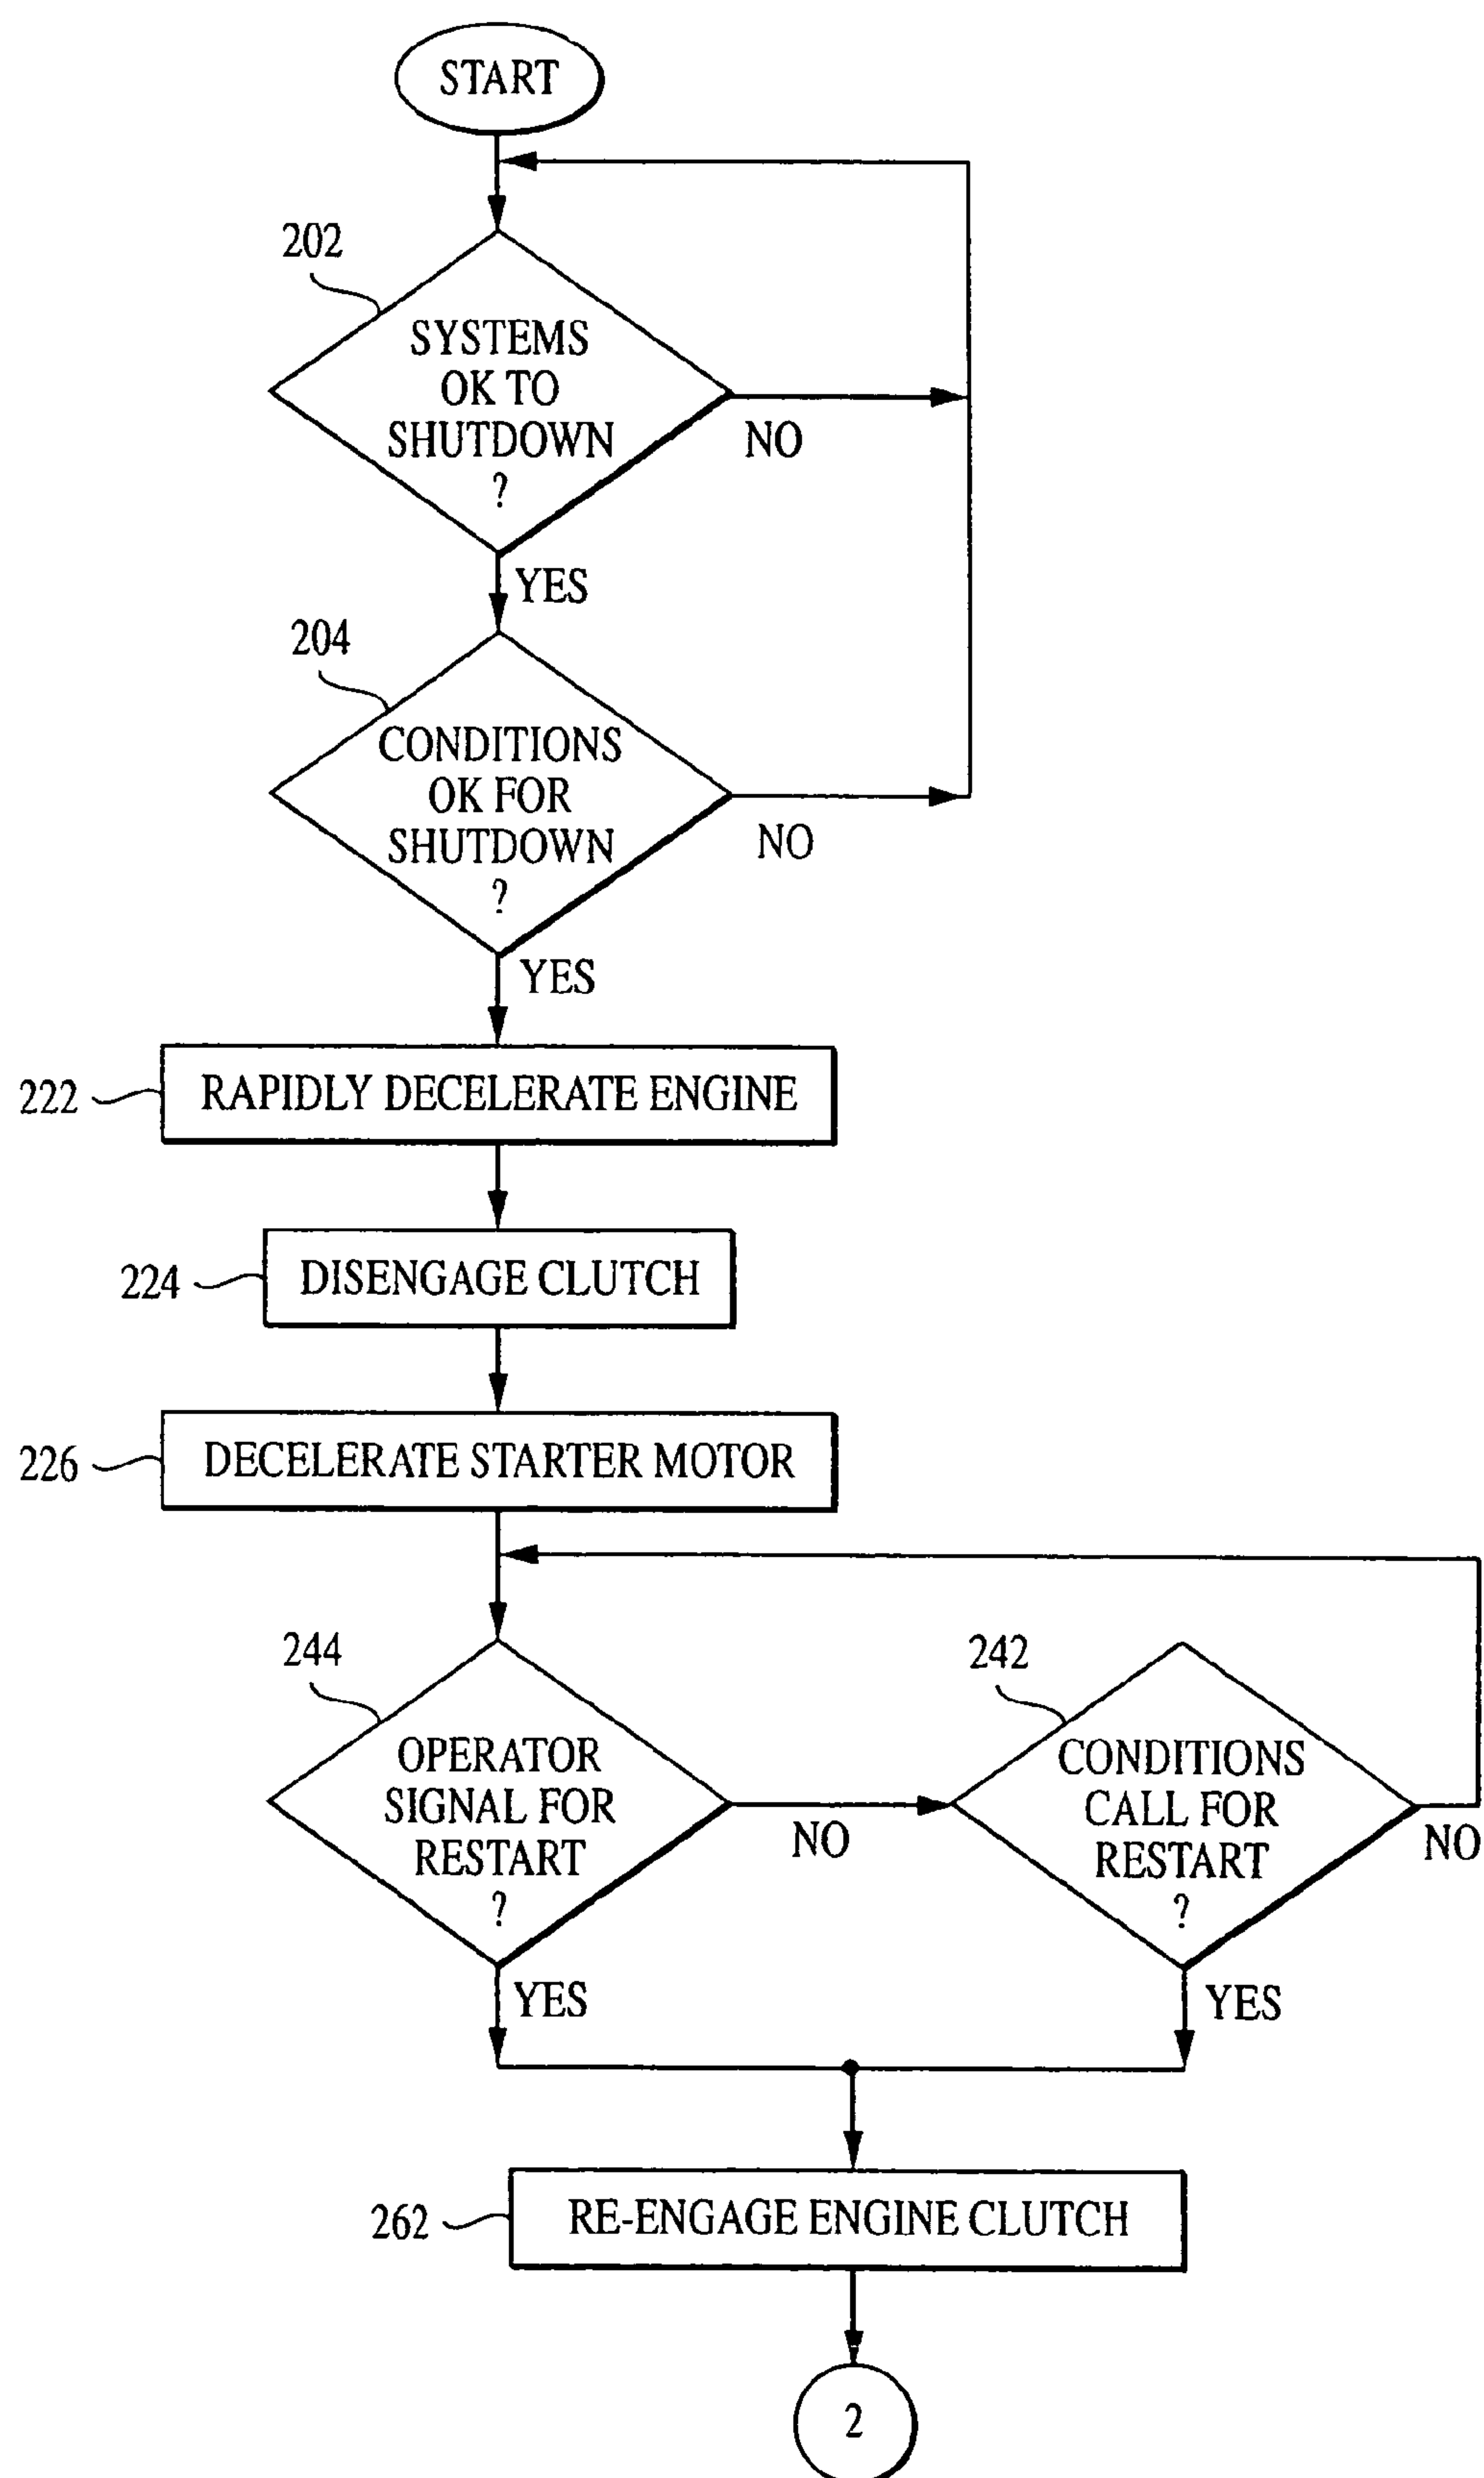 START
202
SYSTEMS
OK TO
SHUTDOWN
?
NO
YES
204
CONDITIONS
OK FOR
SHUTDOWN
?
NO
YES
222
RAPIDLY DECELERATE ENGINE
224
DISENGAGE CLUTCH
226
DECELERATE STARTER MOTOR
244
OPERATOR
SIGNAL FOR
RESTART
?
NO
YES
242
CONDITIONS
CALL FOR
RESTART
?
NO
YES
262
RE-ENGAGE ENGINE CLUTCH
2